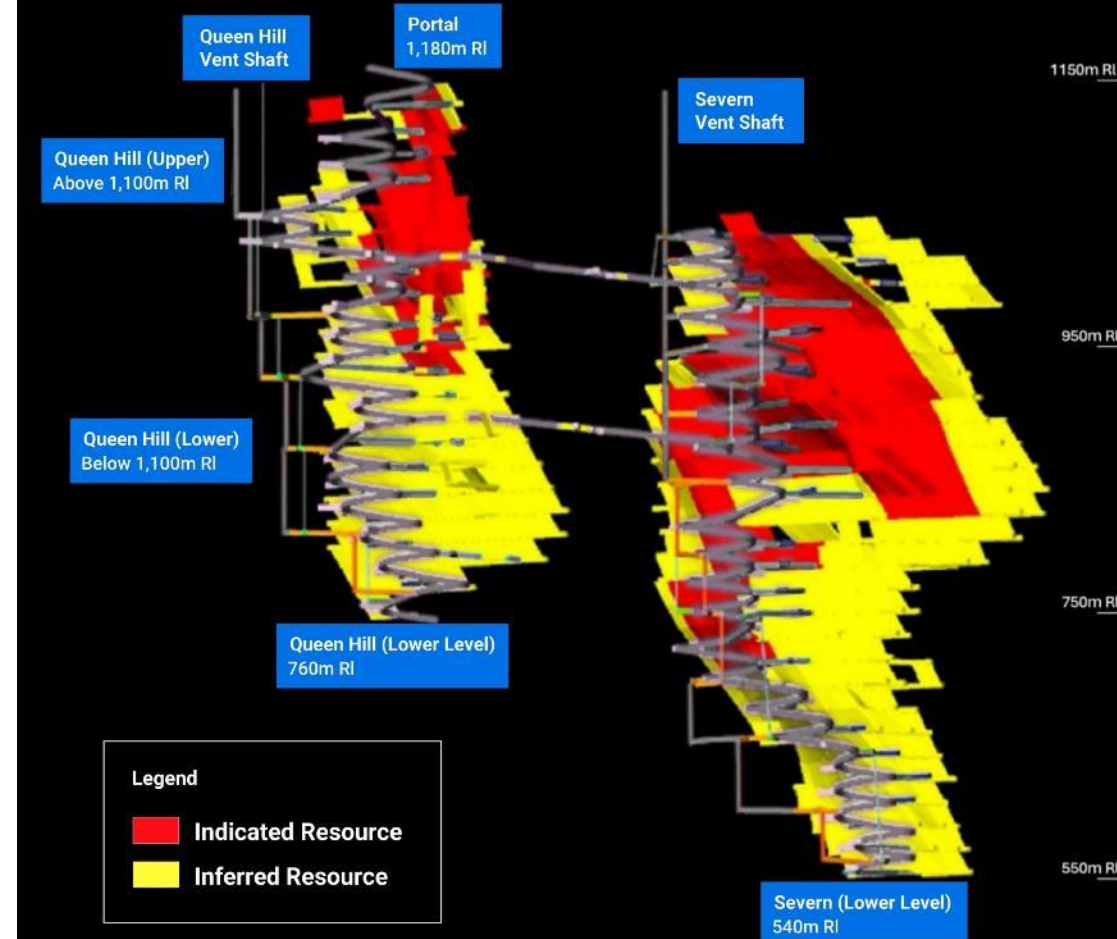 Queen Hill
Vent Shaft
Portal
1,180m Rl
1150m Rl
Severn
Vent Shaft
Queen Hill (Upper)
Above 1,100m Rl
950m Rl
Queen Hill (Lower)
Below 1,100m Rl
750m Rl
Queen Hill (Lower Level)
760m Rl
Legend
Indicated Resource
Inferred Resource
550m Rl
Severn (Lower Level)
540m Rl